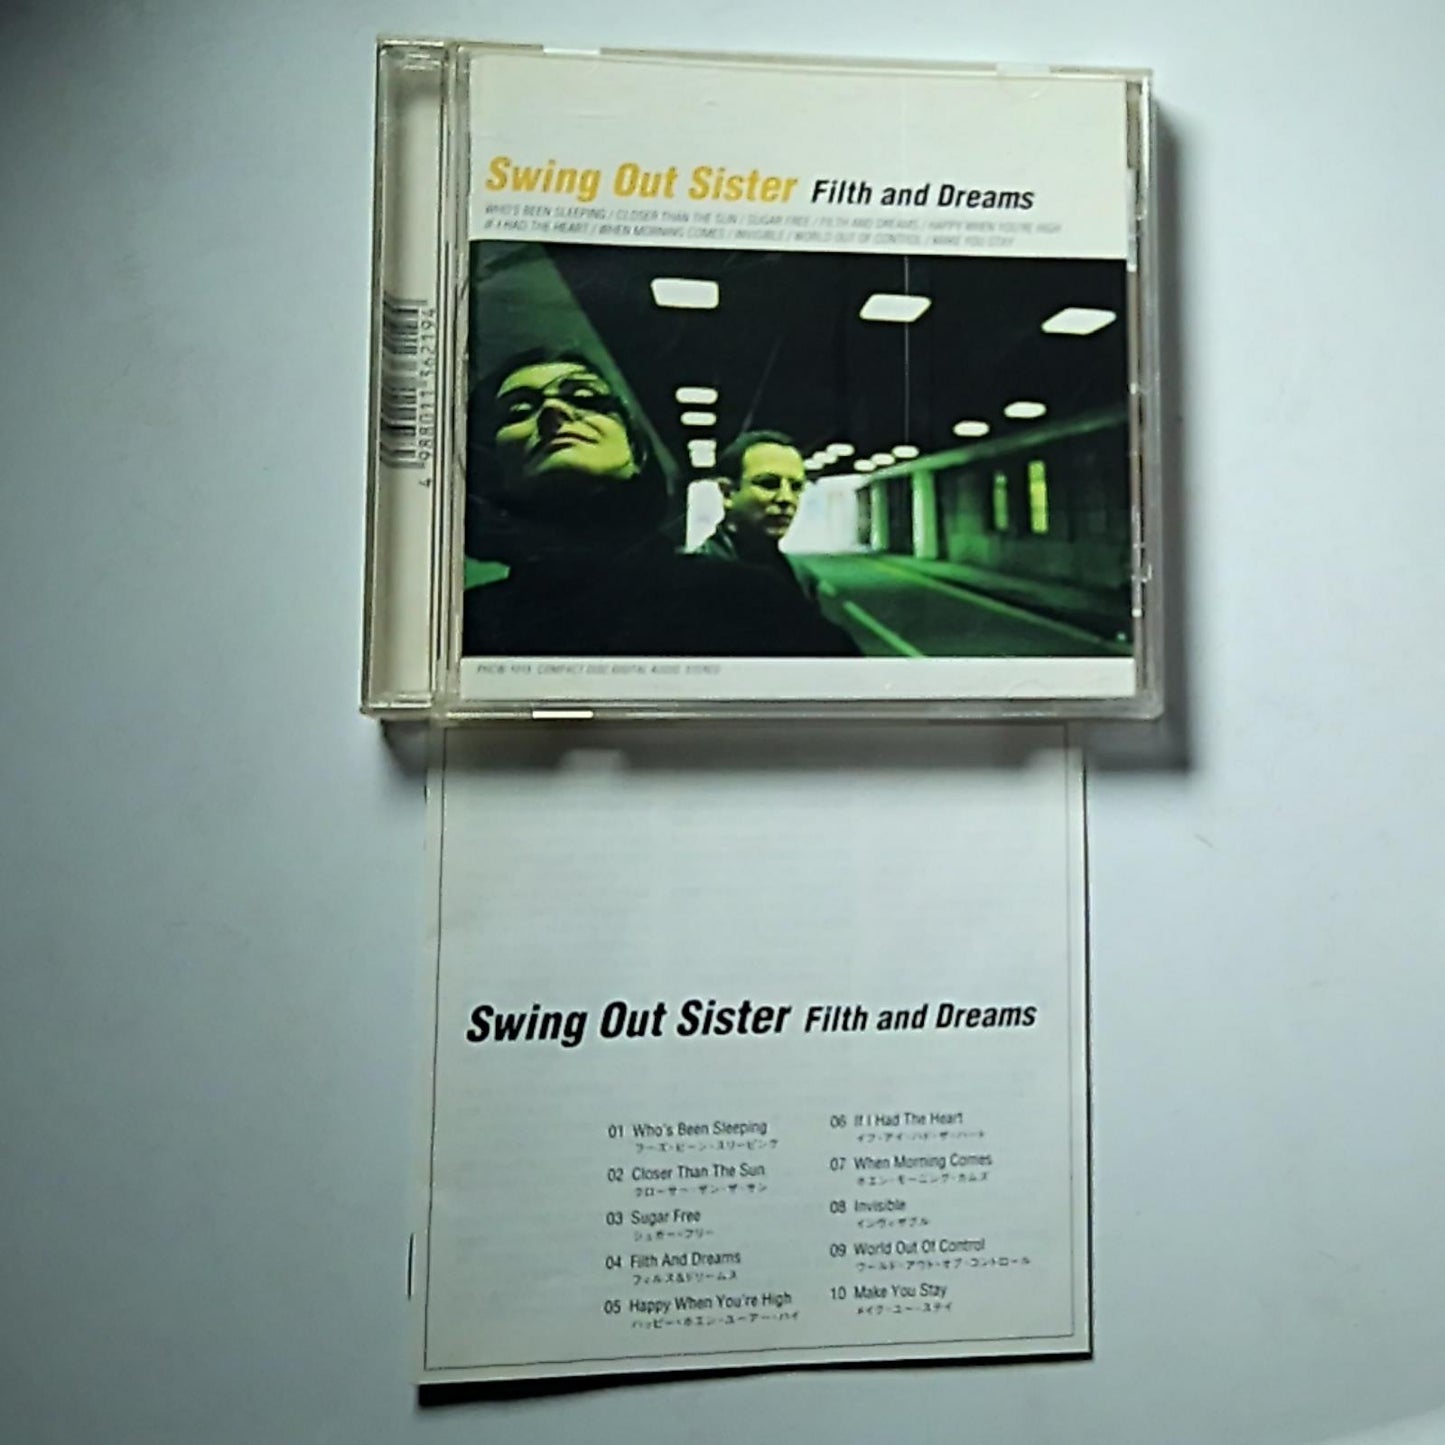 Swing Out Sister Filth and Dreams
WHO'S BEEN SLEEPING / CLOSER THAN THE SUN / SUGAR FREE / FILTH AND DREAMS / HAPPY WHEN YOU'RE HIGH
IF I HAD THE HEART / WHEN MORNING COMES / INVISIBLE / WORLD OUT OF CONTROL / MAKE YOU STAY
4 988011 362194
COMPACT DISC DIGITAL AUDIO STEREO
Swing Out Sister Filth and Dreams
01 Who's Been Sleeping
フーズ・ビーン・スリーピング
02 Closer Than The Sun
クローサー・ザン・ザ・サン
03 Sugar Free
シュガー・フリー
04 Filth And Dreams
フィルス&ドリームス
05 Happy When You're High
ハッピー・ホエン・ユーアー・ハイ
06 If I Had The Heart
イフ・アイ・ハド・ザ・ハート
07 When Morning Comes
ホエン・モーニング・カムズ
08 Invisible
インヴィザブル
09 World Out Of Control
ワールド・アウト・オブ・コントロール
10 Make You Stay
メイク・ユー・ステイ